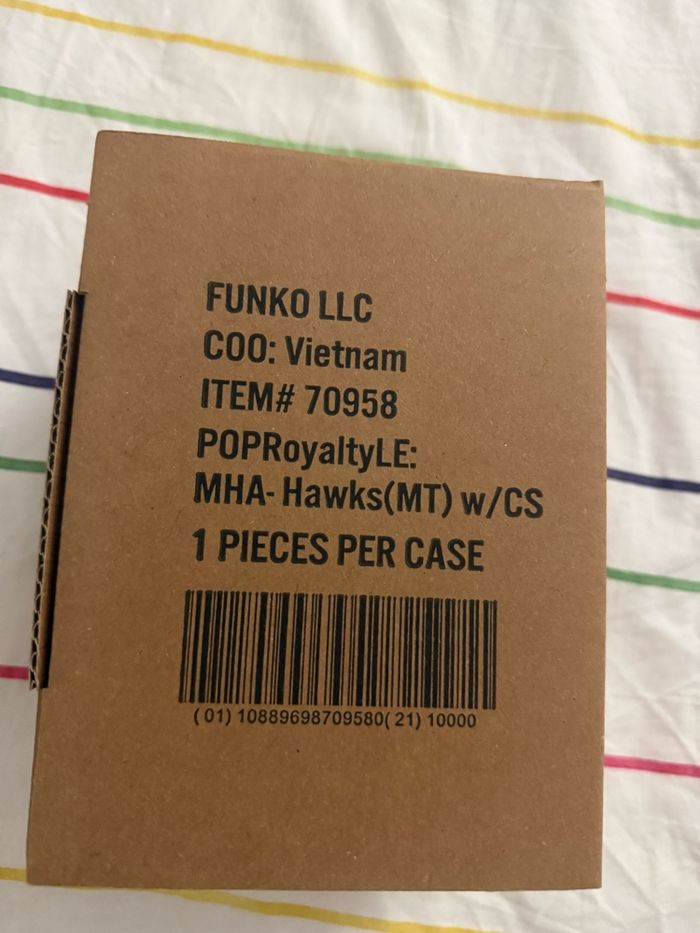 FUNKO LLC
COO: Vietnam
ITEM# 70958
POPRoyaltyLE:
MHA- Hawks(MT) w/CS
1 PIECES PER CASE
( 01) 10889698709580( 21) 10000